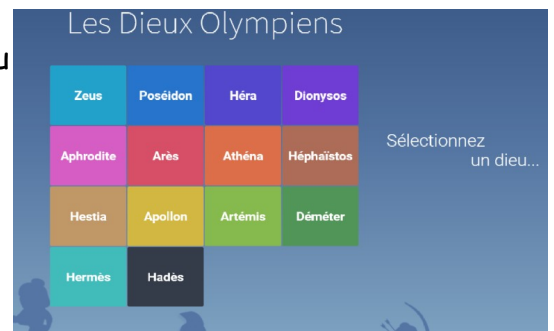 Les Dieux Olympiens
u
Zeus Poséidon Héra Dionysos
Aphrodite Arès Athéna Héphaïstos
Sélectionnez
un dieu...
Hestia Apollon Artémis Déméter
Hermès Hadès